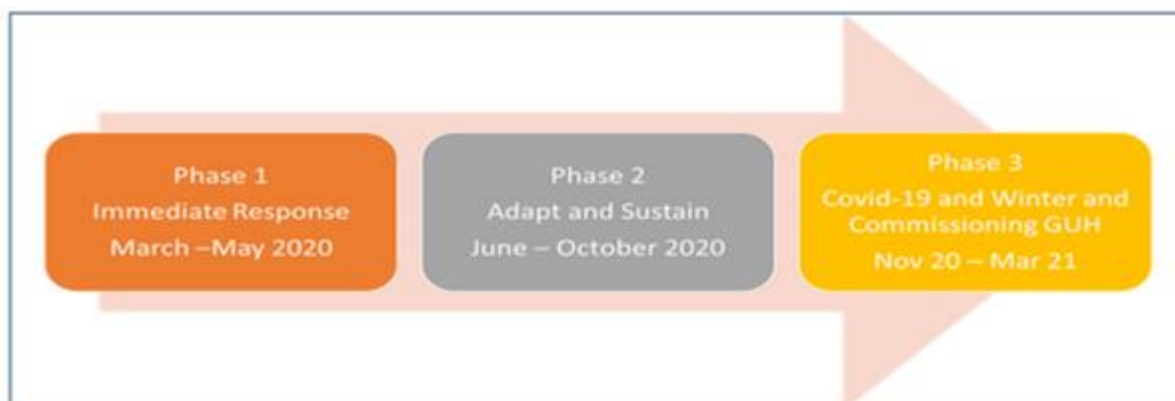 Phase 1
Immediate Response
March –May 2020
Phase 2
Adapt and Sustain
June – October 2020
Phase 3
Covid-19 and Winter and
Commissioning GUH
Nov 20 – Mar 21